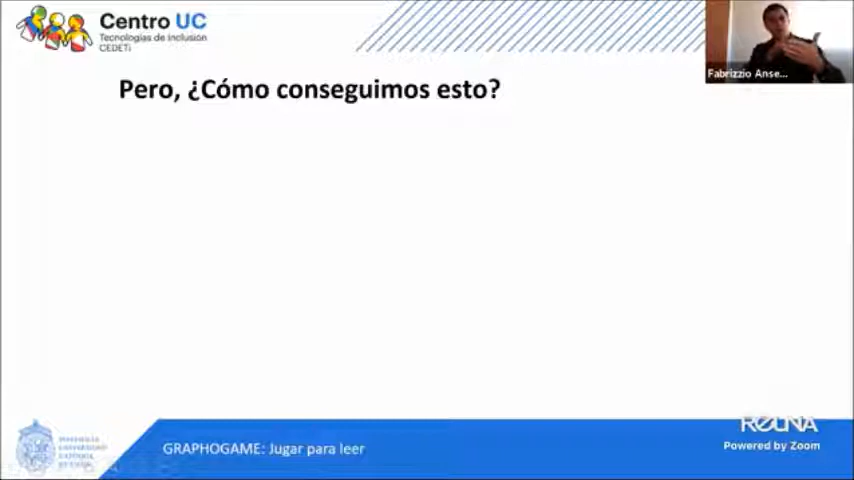 Centro UC
Tecnologías de Inclusión
CEDETi
Fabrizzio Anse...
Pero, ¿Cómo conseguimos esto?
GRAPHOGAME: Jugar para leer
REUNA
Powered by Zoom